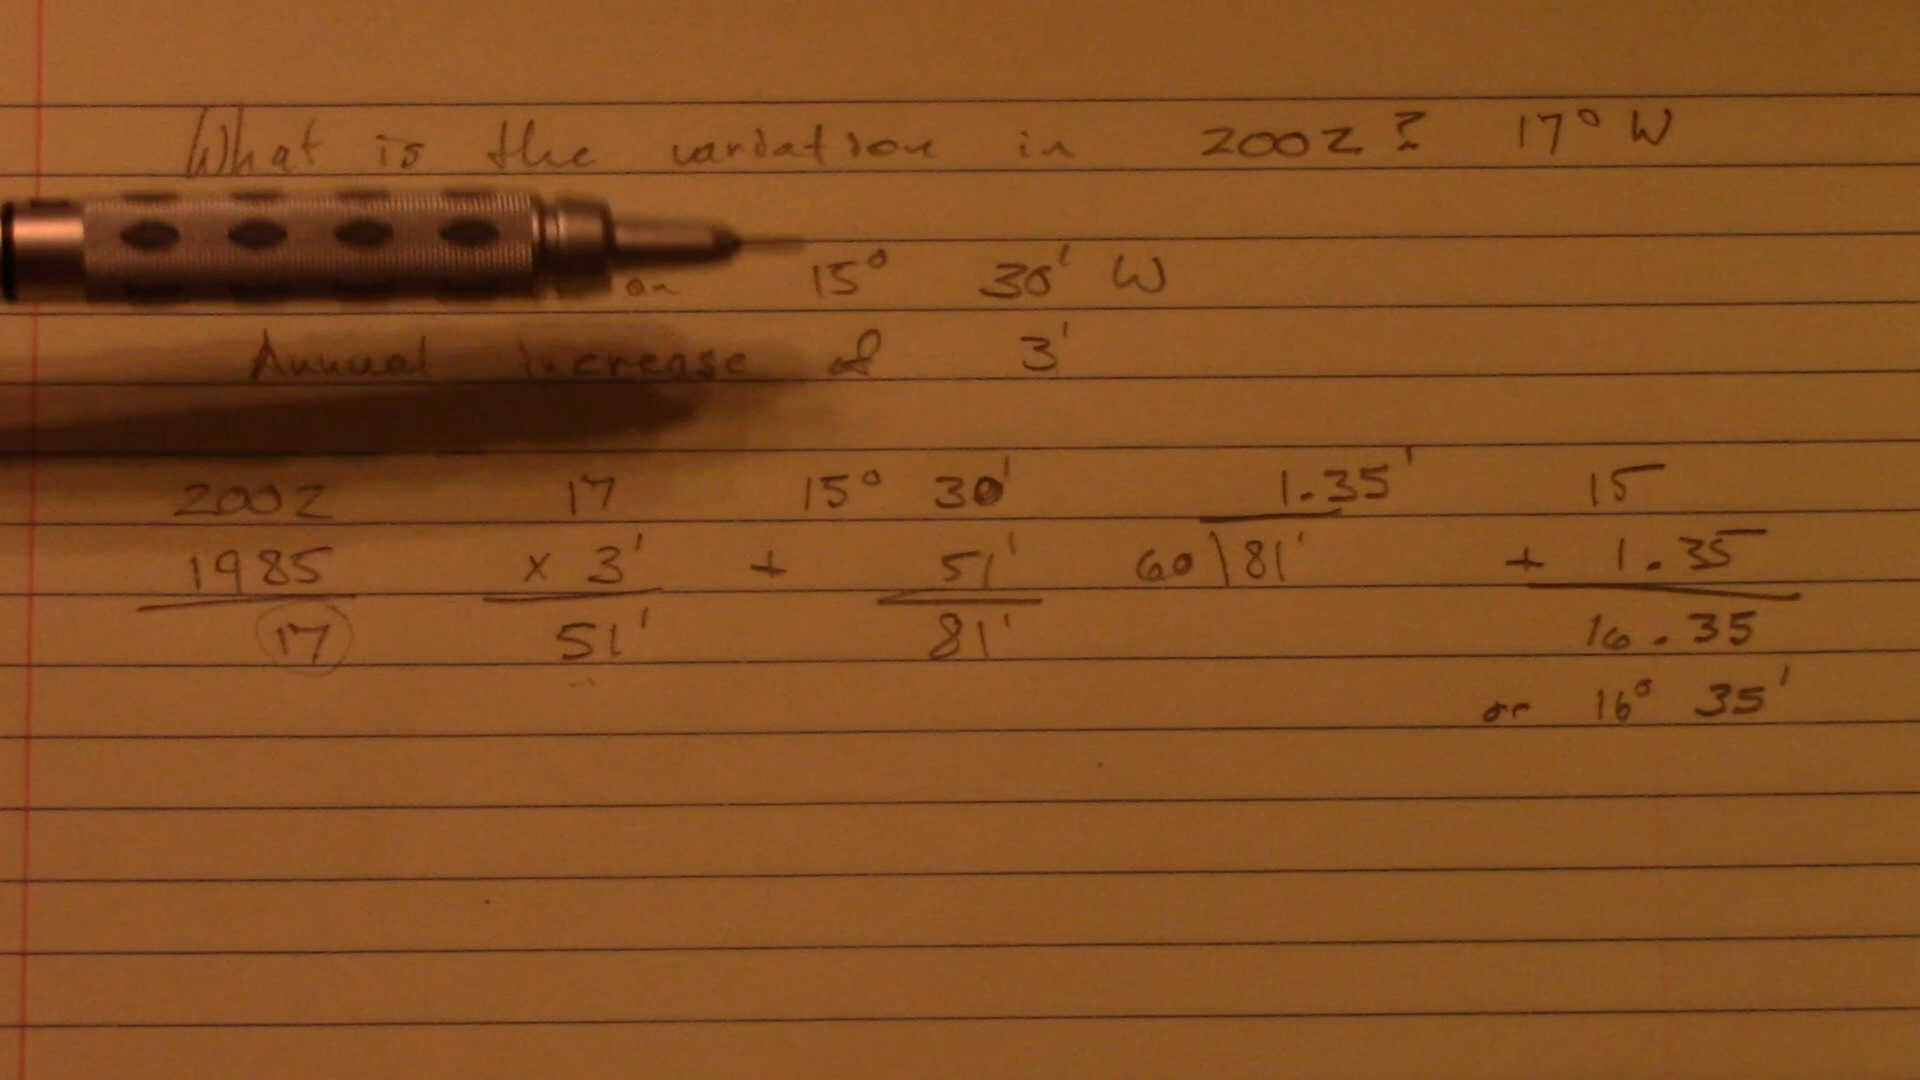 What is the variation in 2002? 17° W
on 15° 30' W
Annual increase of 3'
2002 17 15° 30' 1.35' 15
1985 x 3' + 51' 60 81' + 1.35
17 51' 81' 16.35
or 16° 35'